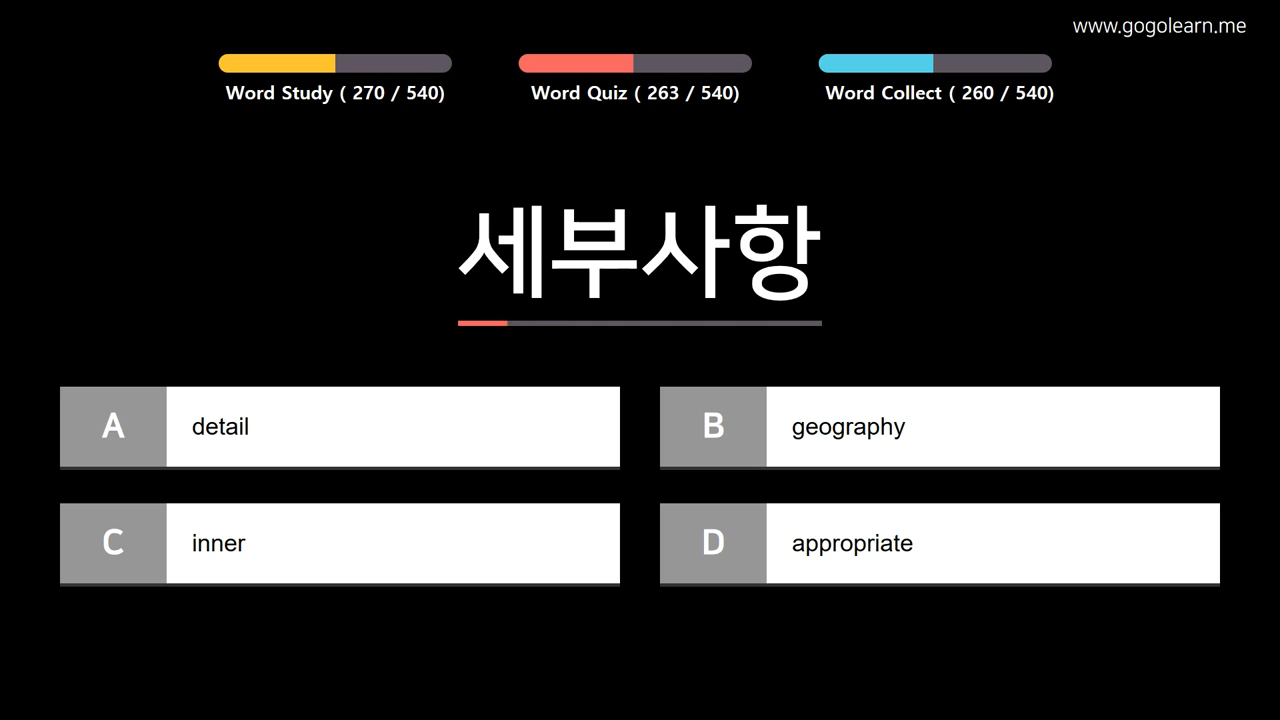 www.gogolearn.me
Word Study ( 270 / 540)
Word Quiz ( 263 / 540)
Word Collect ( 260 / 540)
세부사항
A detail
B geography
C inner
D appropriate